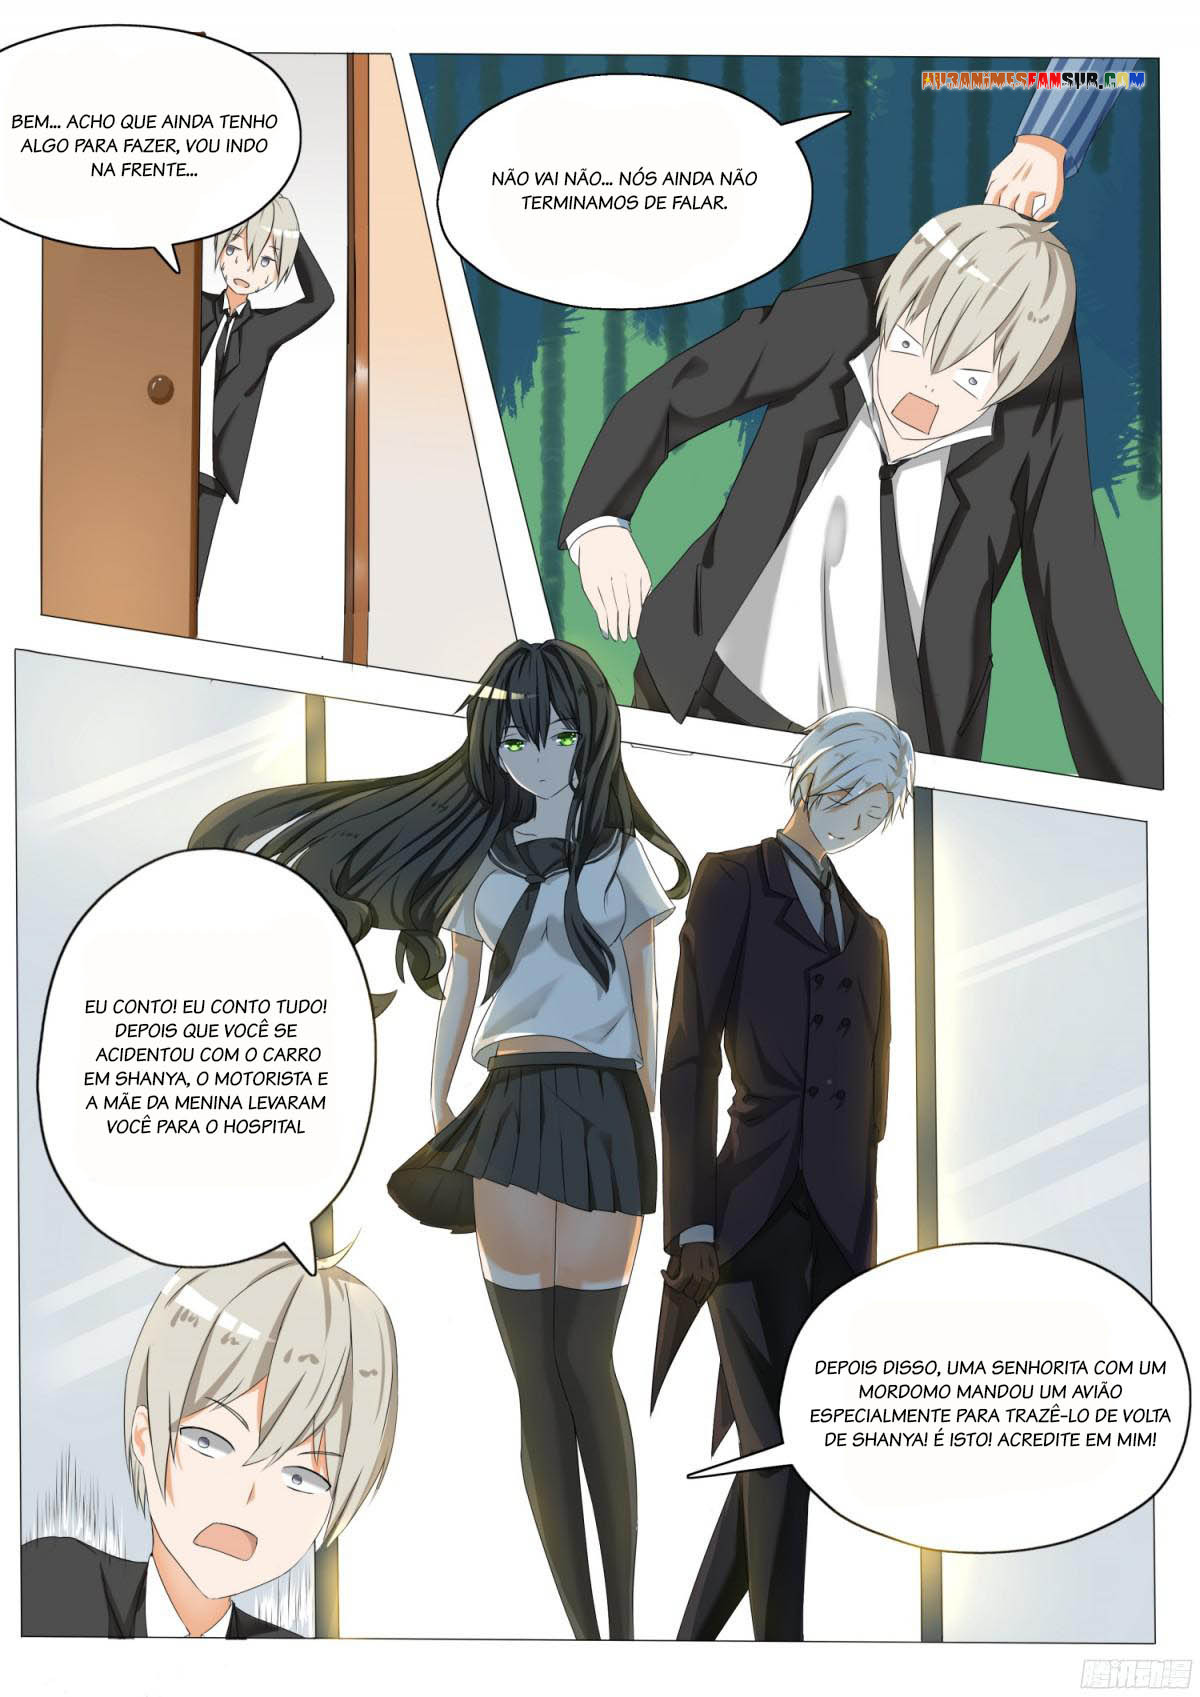 HU3ANIMESFANSUB.COM
BEM... ACHO QUE AINDA TENHO
ALGO PARA FAZER, VOU INDO
NA FRENTE...
NÃO VAI NÃO... NÓS AINDA NÃO
TERMINAMOS DE FALAR.
EU CONTO! EU CONTO TUDO!
DEPOIS QUE VOCÊ SE
ACIDENTOU COM O CARRO
EM SHANYA, O MOTORISTA E
A MÃE DA MENINA LEVARAM
VOCÊ PARA O HOSPITAL
DEPOIS DISSO, UMA SENHORITA COM UM
MORDOMO MANDOU UM AVIÃO
ESPECIALMENTE PARA TRAZÊ-LO DE VOLTA
DE SHANYA! É ISTO! ACREDITE EM MIM!
腾讯动漫